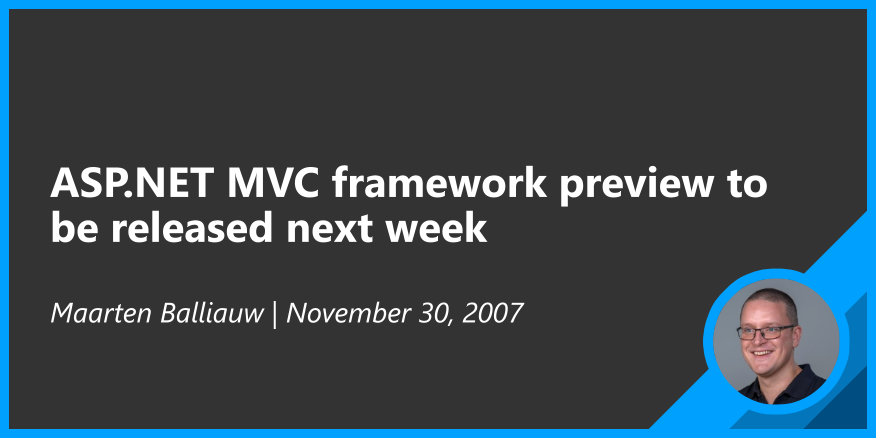 ASP.NET MVC framework preview to
be released next week
Maarten Balliauw | November 30, 2007